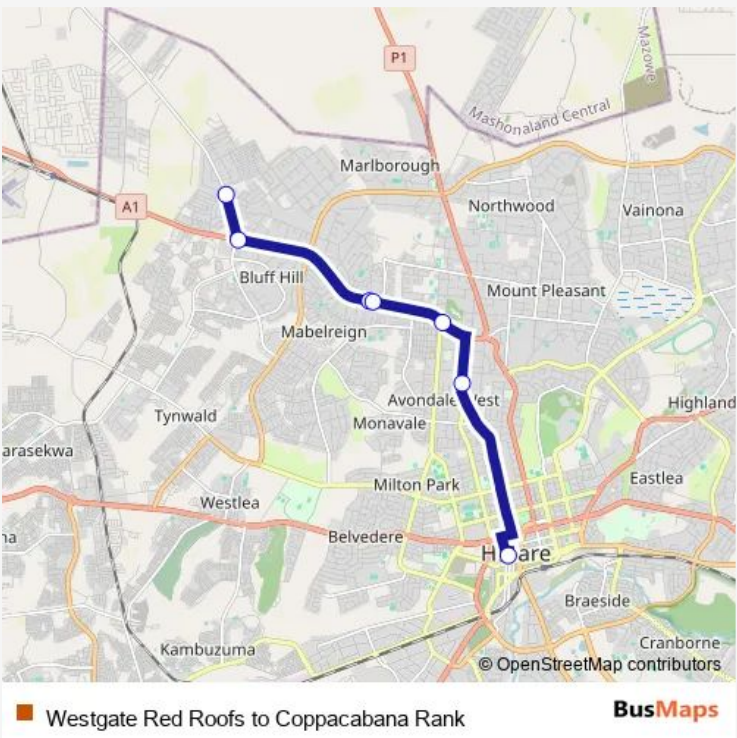 P1
Mazowe
Mashonaland Central
Marlborough
A1
Northwood
Vainona
Bluff Hill
Mount Pleasant
Mabelreign
Avondale West
Highland
Tynwald
Monavale
arasekwa
Milton Park
Eastlea
Westlea
Belvedere
na
Harare
Braeside
Kambuzuma
Cranborne
© OpenStreetMap contributors
Westgate Red Roofs to Coppacabana Rank
BusMaps